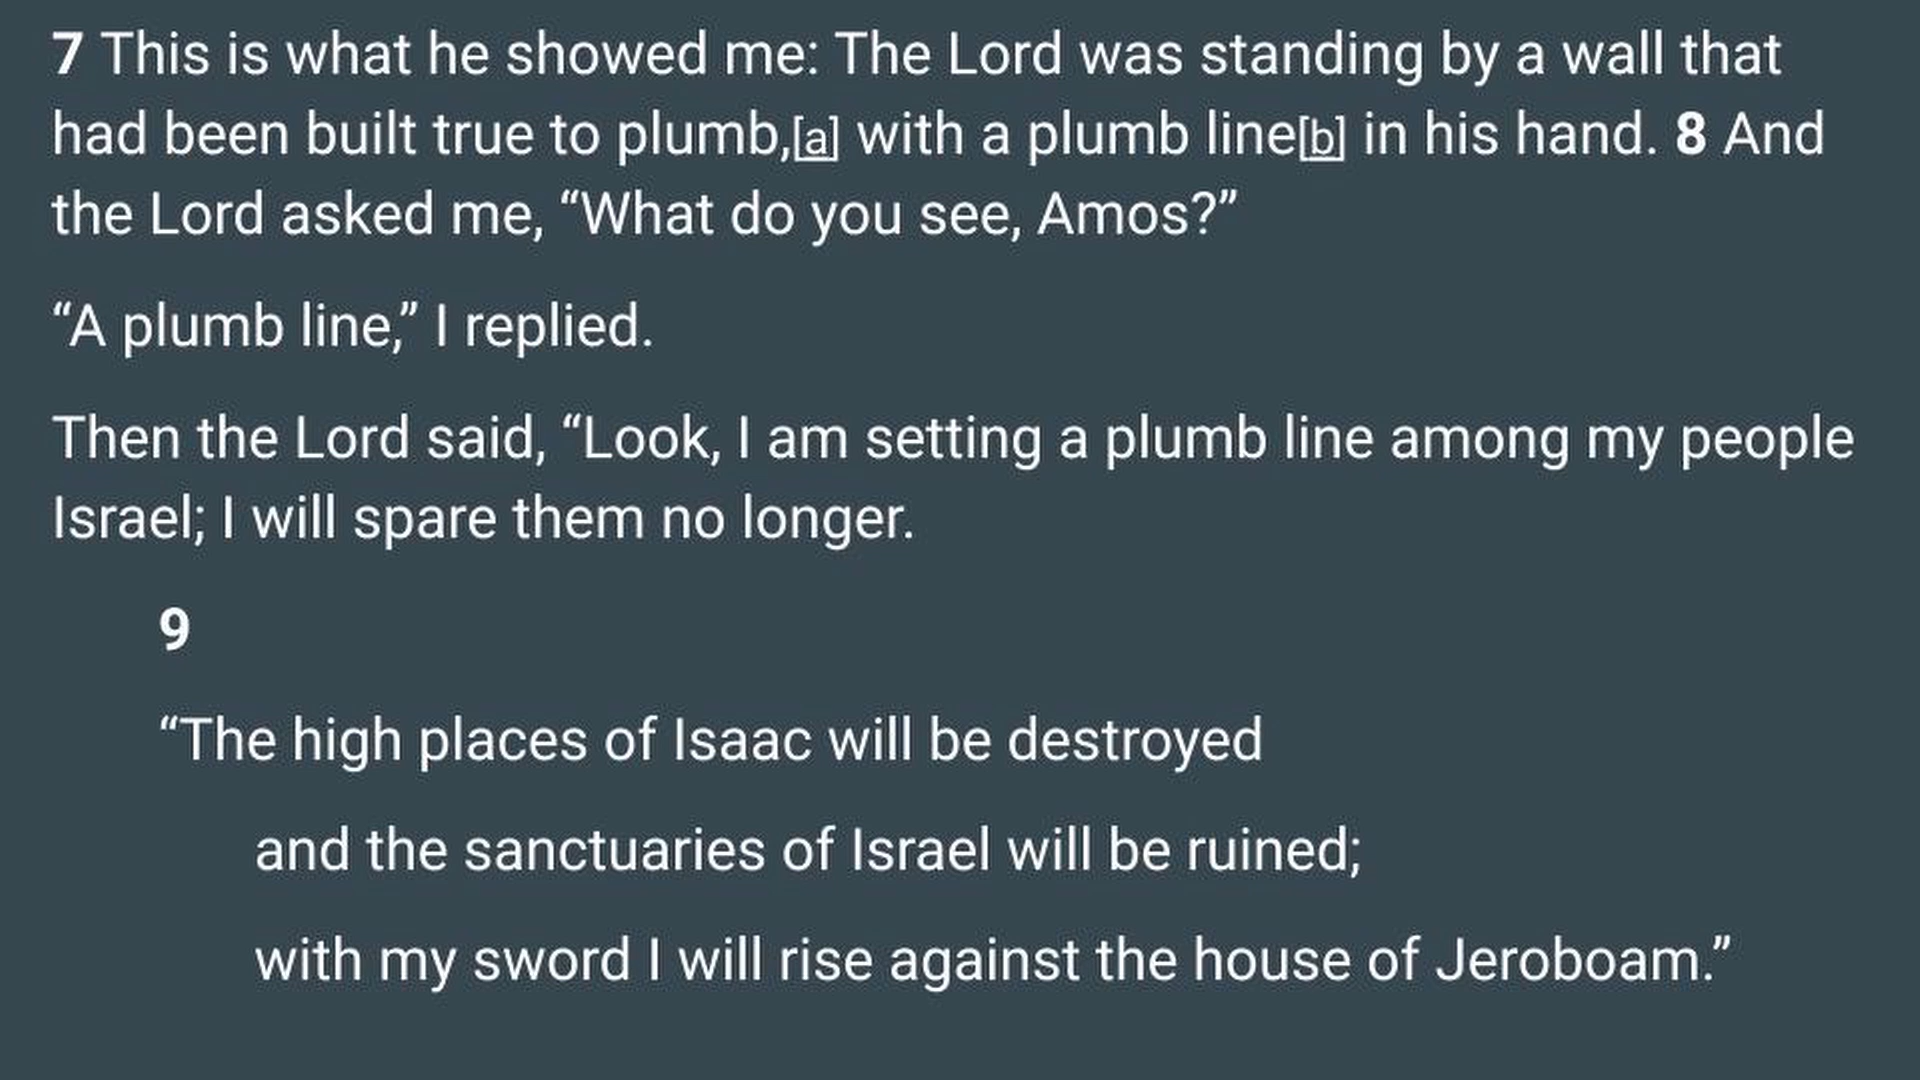 7 This is what he showed me: The Lord was standing by a wall that
had been built true to plumb,[a] with a plumb line[b] in his hand. 8 And
the Lord asked me, “What do you see, Amos?”
“A plumb line,” I replied.
Then the Lord said, “Look, I am setting a plumb line among my people
Israel; I will spare them no longer.
9
“The high places of Isaac will be destroyed
and the sanctuaries of Israel will be ruined;
with my sword I will rise against the house of Jeroboam.”